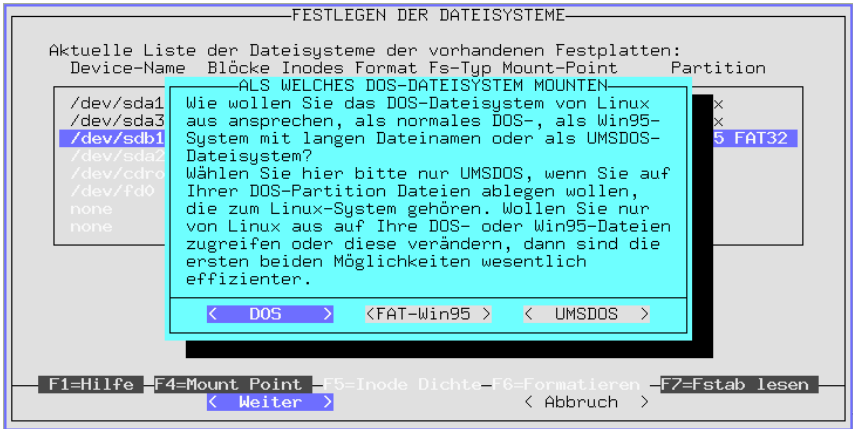 FESTLEGEN DER DATEISYSTEME
Aktuelle Liste der Dateisysteme der vorhandenen Festplatten:
Device-Name Blöcke Inodes Format Fs-Typ Mount-Point Partition
ALS WELCHES DOS-DATEISYSTEM MOUNTEN
/dev/sda1 x
/dev/sda3 x
/dev/sdb1 5 FAT32
/dev/sda2
/dev/cdro
/dev/fd0
none
none
Wie wollen Sie das DOS-Dateisystem von Linux
aus ansprechen, als normales DOS-, als Win95-
System mit langen Dateinamen oder als UMSDOS-
Dateisystem?
Wählen Sie hier bitte nur UMSDOS, wenn Sie auf
Ihrer DOS-Partition Dateien ablegen wollen,
die zum Linux-System gehören. Wollen Sie nur
von Linux aus auf Ihre DOS- oder Win95-Dateien
zugreifen oder diese verändern, dann sind die
ersten beiden Möglichkeiten wesentlich
effizienter.
< DOS > <FAT-Win95 > < UMSDOS >
F1=Hilfe F4=Mount Point F5=Inode Dichte F6=Formatieren F7=Fstab lesen
< Weiter > < Abbruch >